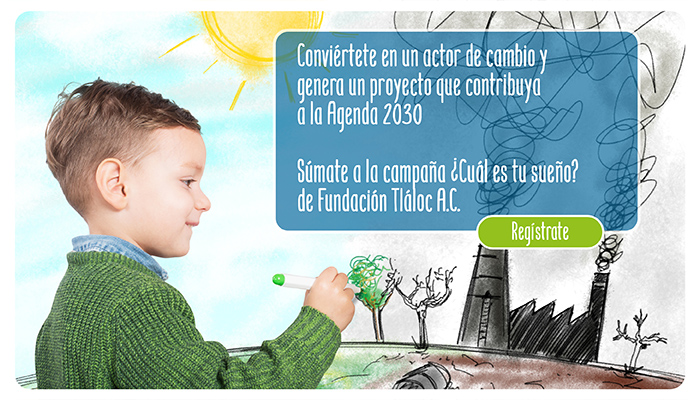 Conviértete en un actor de cambio y
genera un proyecto que contribuya
a la Agenda 2030
Súmate a la campaña ¿Cuál es tu sueño?
de Fundación Tláloc A.C.
Regístrate